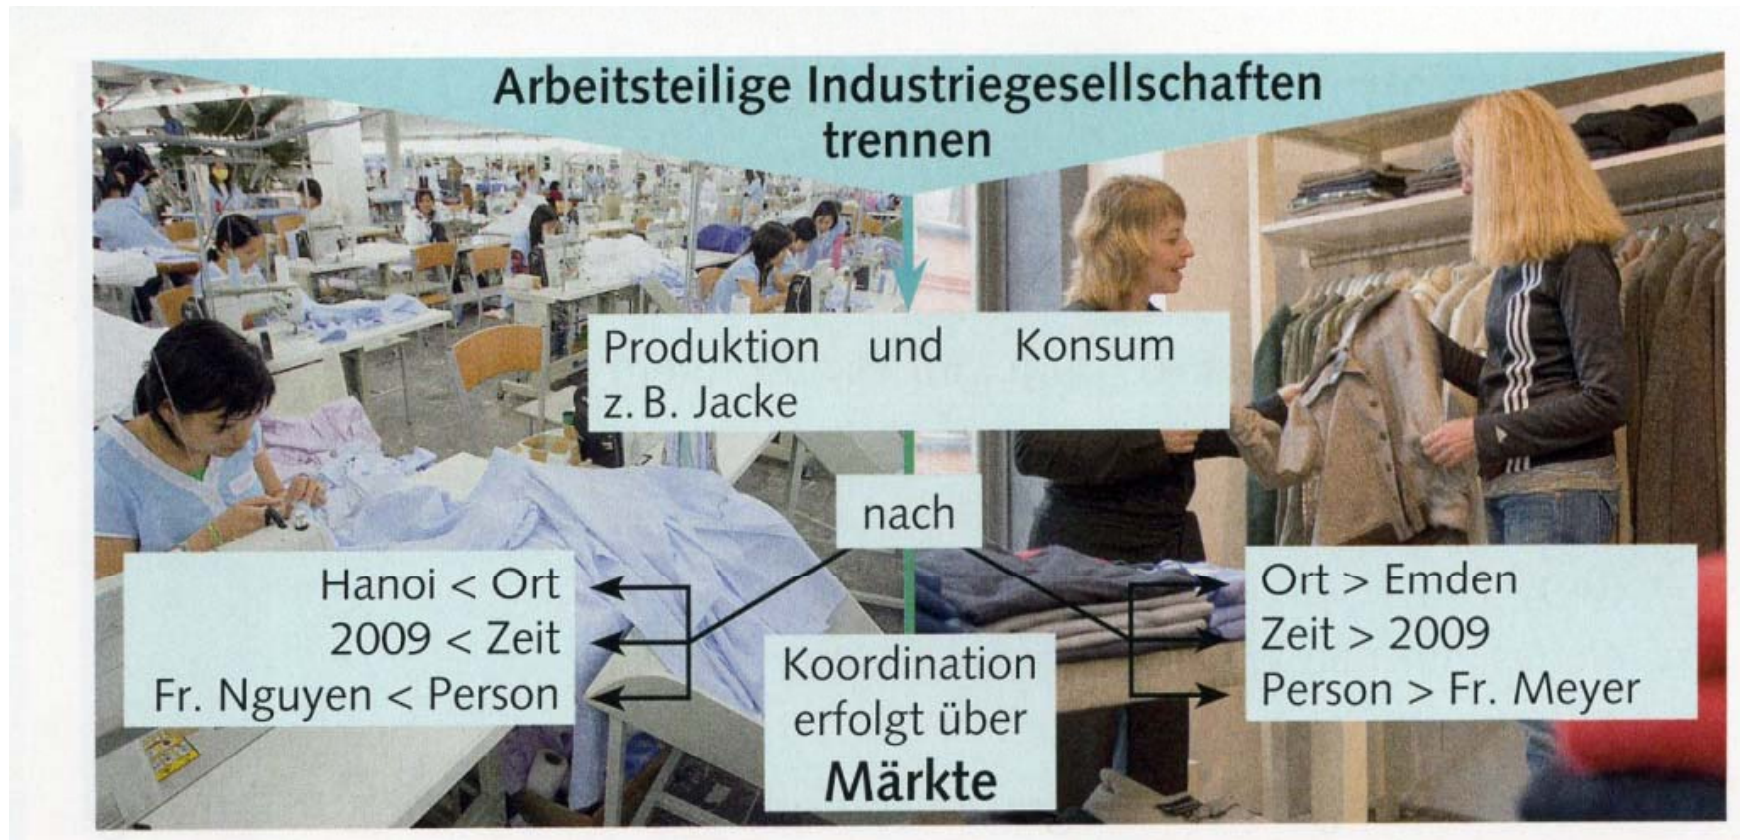 Arbeitsteilige Industriegesellschaften
trennen
Produktion und Konsum
z. B. Jacke
nach
Hanoi < Ort
2009 < Zeit
Fr. Nguyen < Person
Ort > Emden
Zeit > 2009
Person > Fr. Meyer
Koordination
erfolgt über
Märkte